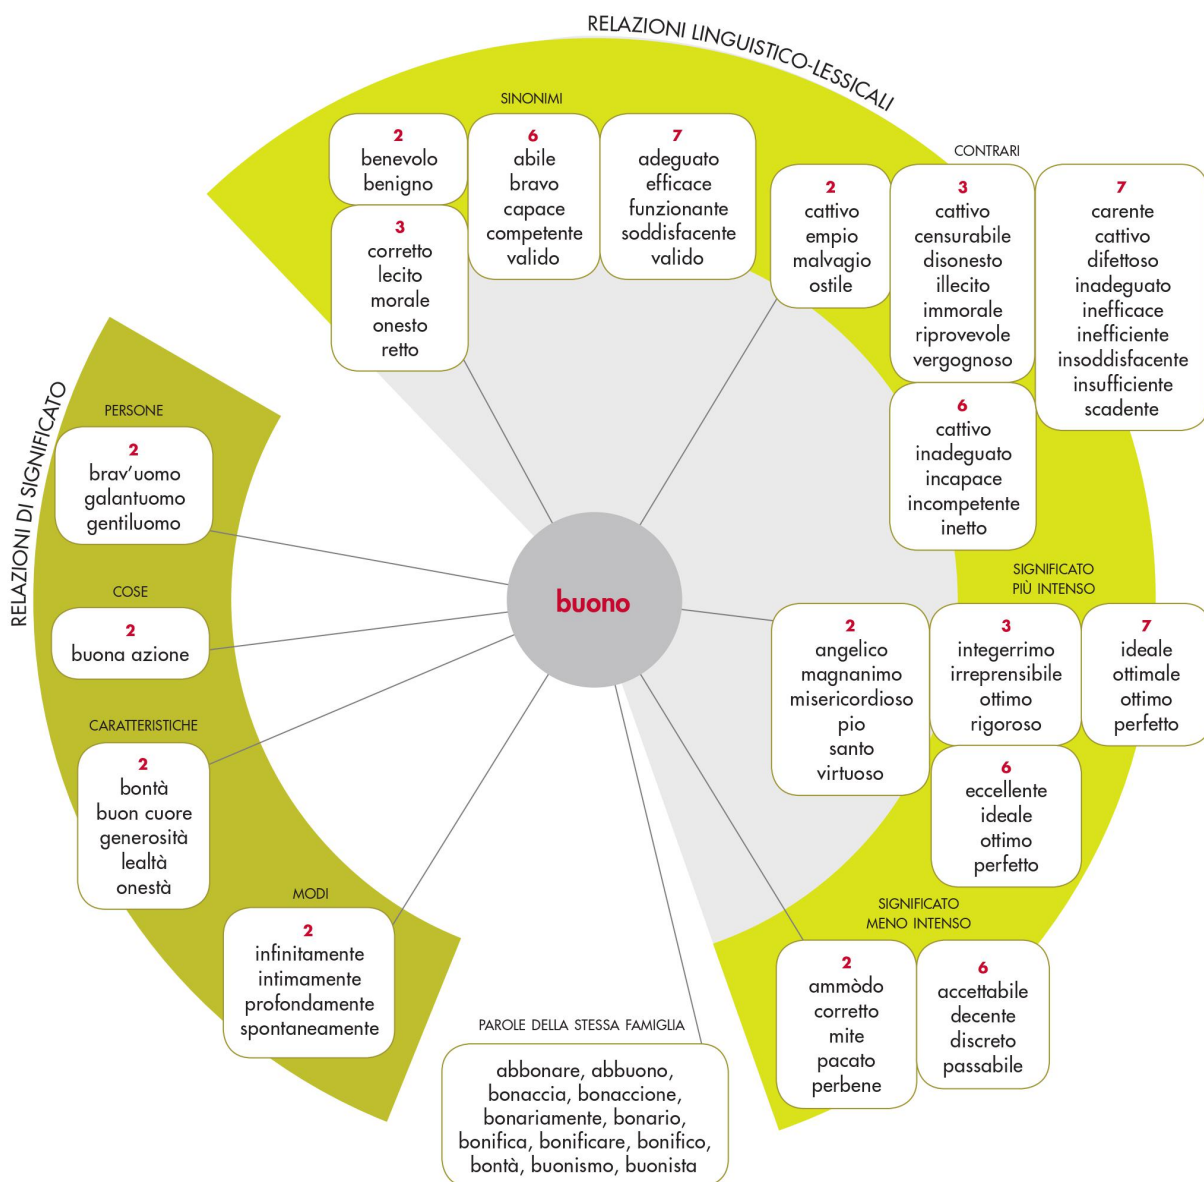 RELAZIONI LINGUISTICO-LESSICALI
SINONIMI
2
benevolo
benigno
3
corretto
lecito
morale
onesto
retto
6
abile
bravo
capace
competente
valido
7
adeguato
efficace
funzionante
soddisfacente
valido
CONTRARI
2
cattivo
empio
malvagio
ostile
3
cattivo
censurabile
disonesto
illecito
immorale
riprovevole
vergognoso
6
cattivo
inadeguato
incapace
incompetente
inetto
7
carente
cattivo
difettoso
inadeguato
inefficace
inefficiente
insoddisfacente
insufficiente
scadente
SIGNIFICATO
PIÙ INTENSO
2
angelico
magnanimo
misericordioso
pio
santo
virtuoso
3
integerrimo
irreprensibile
ottimo
rigoroso
6
eccellente
ideale
ottimo
perfetto
7
ideale
ottimale
ottimo
perfetto
SIGNIFICATO
MENO INTENSO
2
ammòdo
corretto
mite
pacato
perbene
6
accettabile
decente
discreto
passabile
buono
RELAZIONI DI SIGNIFICATO
PERSONE
2
brav'uomo
galantuomo
gentiluomo
COSE
2
buona azione
CARATTERISTICHE
2
bontà
buon cuore
generosità
lealtà
onestà
MODI
2
infinitamente
intimamente
profondamente
spontaneamente
PAROLE DELLA STESSA FAMIGLIA
abbonare, abbuono,
bonaccia, bonaccione,
bonariamente, bonario,
bonifica, bonificare, bonifico,
bontà, buonismo, buonista